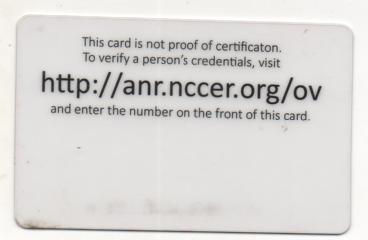 This card is not proof of certificaton.
To verify a person's credentials, visit
http://anr.nccer.org/ov
and enter the number on the front of this card.